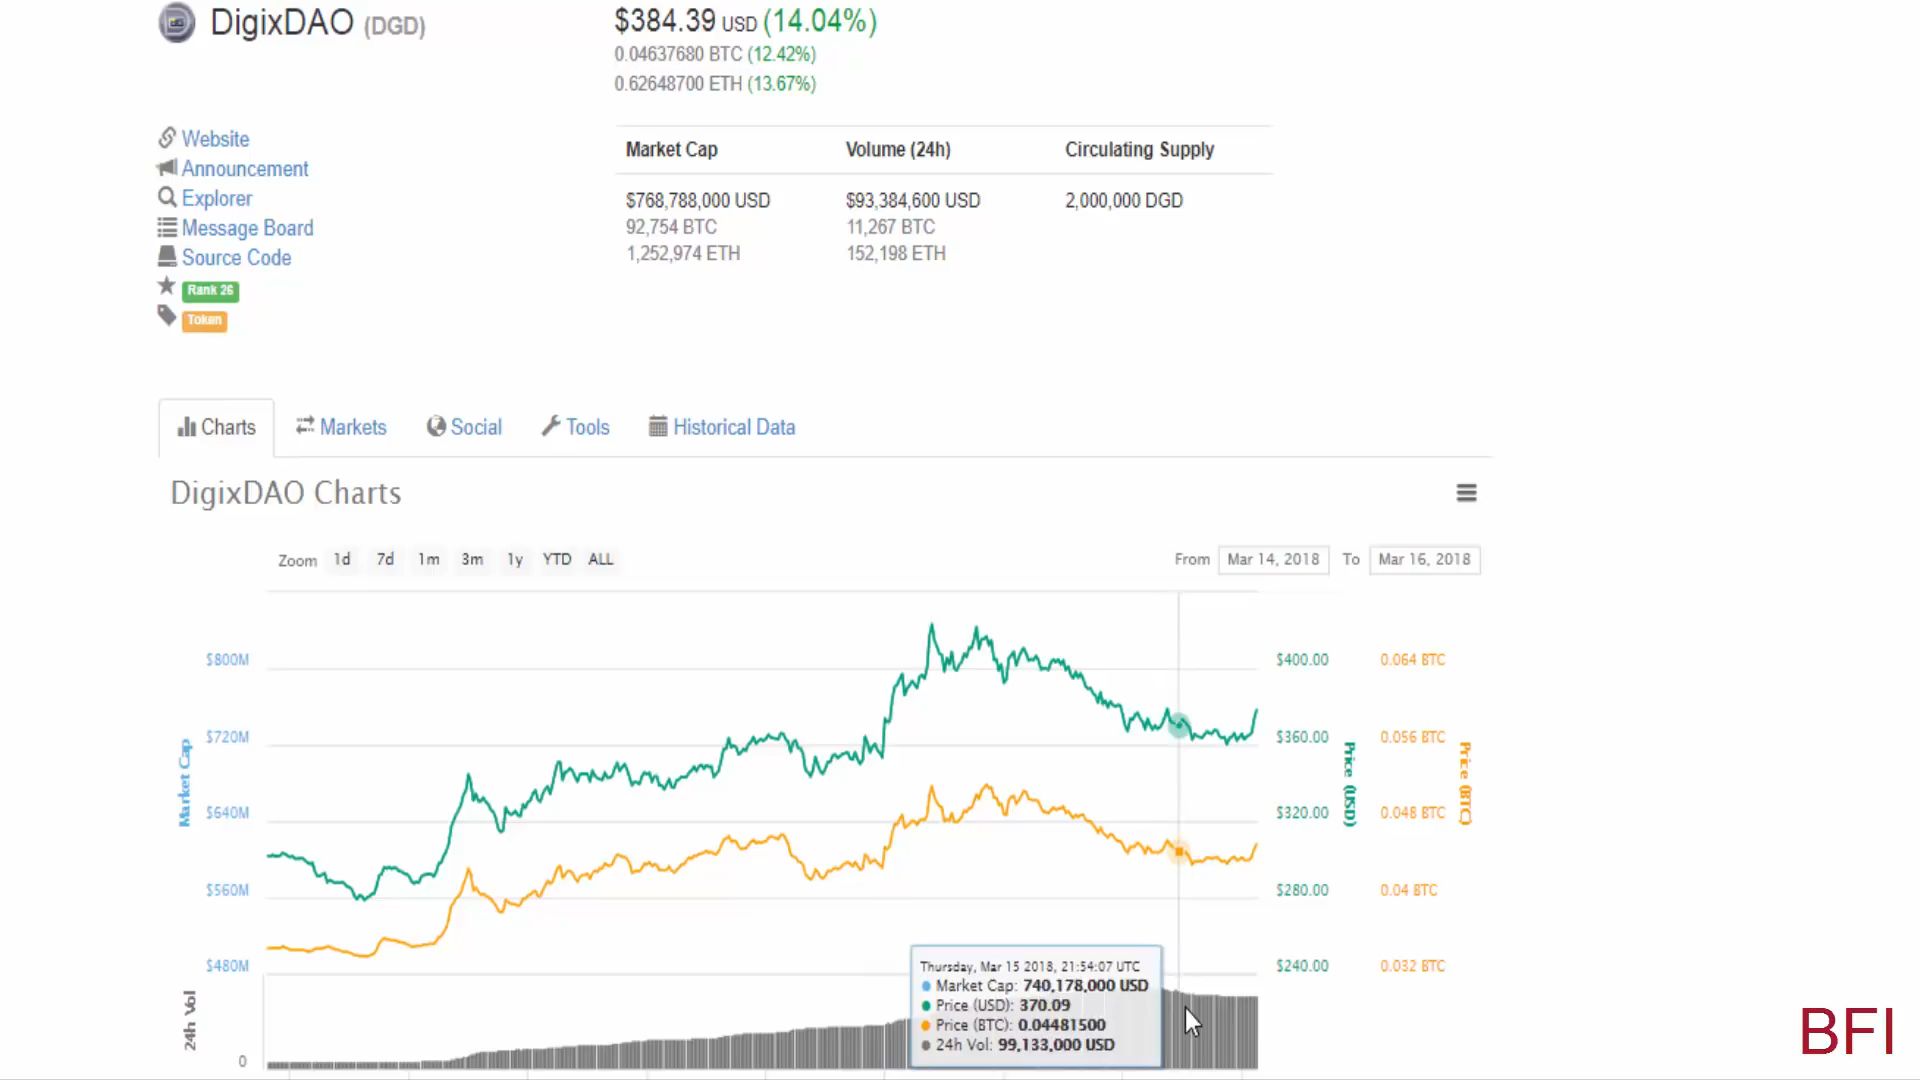 DigixDAO (DGD)
$384.39 USD (14.04%)
0.04637680 BTC (12.42%)
0.62648700 ETH (13.67%)
Website
Announcement
Explorer
Message Board
Source Code
Rank 26
Token
Market Cap Volume (24h) Circulating Supply
$768,788,000 USD $93,384,600 USD 2,000,000 DGD
92,754 BTC 11,267 BTC
1,252,974 ETH 152,198 ETH
Charts Markets Social Tools Historical Data
DigixDAO Charts
Zoom 1d 7d 1m 3m 1y YTD ALL From Mar 14, 2018 To Mar 16, 2018
$800M $400.00 0.064 BTC
$720M $360.00 0.056 BTC
Market Cap Price (USD) Price (BTC)
$640M $320.00 0.048 BTC
$560M $280.00 0.04 BTC
$480M $240.00 0.032 BTC
Thursday, Mar 15 2018, 21:54:07 UTC
Market Cap: 740,178,000 USD
Price (USD): 370.09
Price (BTC): 0.04481500
24h Vol: 99,133,000 USD
24h Vol
0
BFI